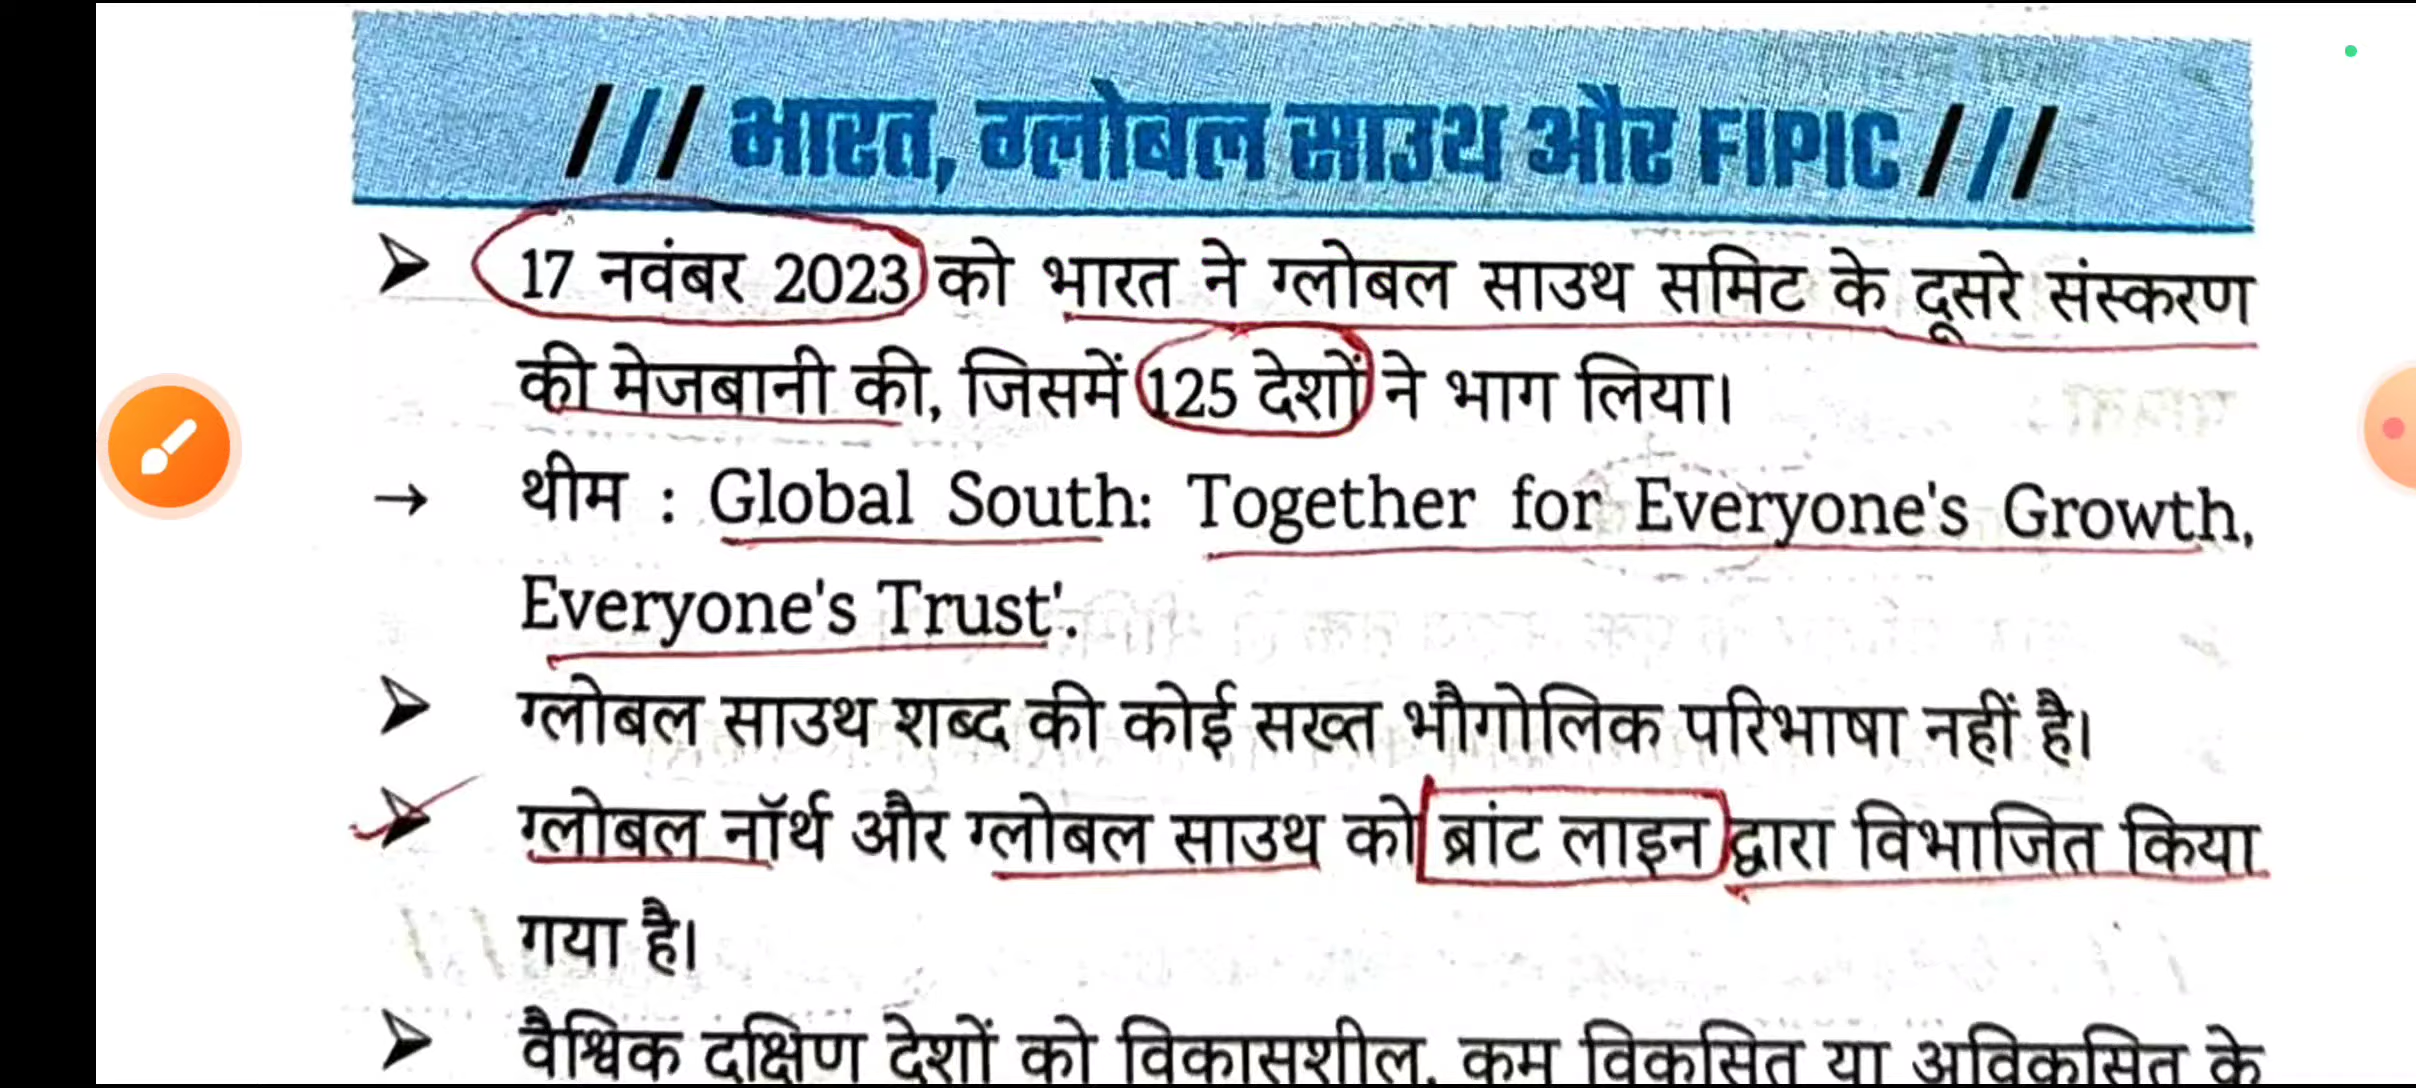 /// भारत, ग्लोबल साउथ और FIPIC ///
➢ 17 नवंबर 2023 को भारत ने ग्लोबल साउथ समिट के दूसरे संस्करण
की मेजबानी की, जिसमें 125 देशों ने भाग लिया।
→ थीम : Global South: Together for Everyone's Growth,
Everyone's Trust'.
➢ ग्लोबल साउथ शब्द की कोई सख्त भौगोलिक परिभाषा नहीं है।
➢ ग्लोबल नॉर्थ और ग्लोबल साउथ को ब्रांट लाइन द्वारा विभाजित किया
गया है।
➢ वैश्विक दक्षिण देशों को विकासशील, कम विकसित या अविकसित के